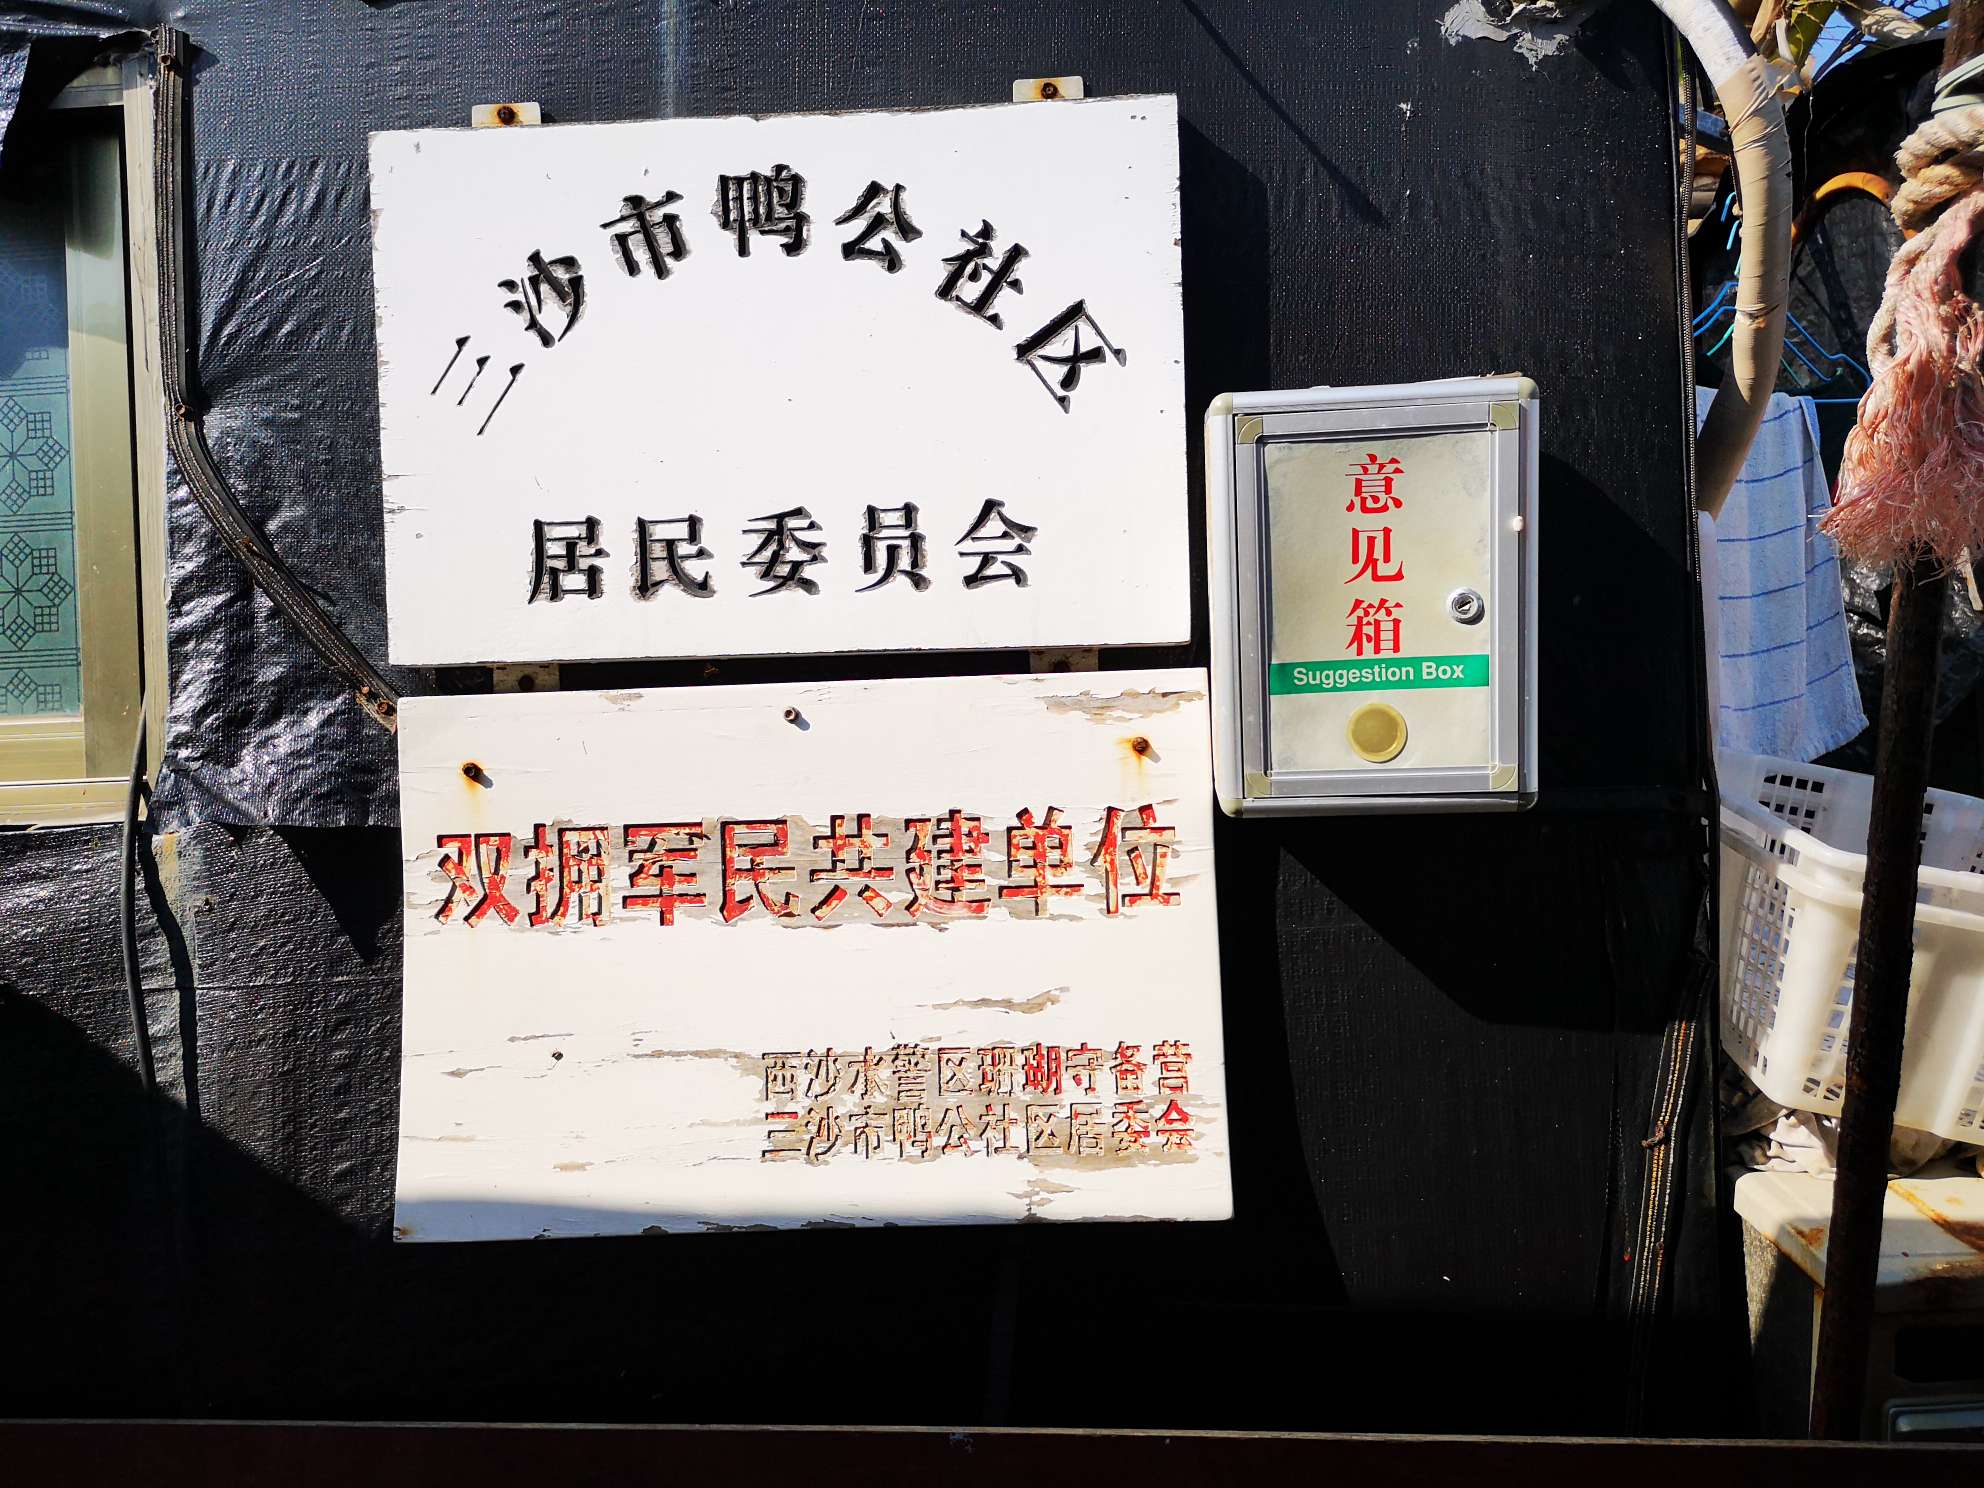 三沙市鸭公社区
居民委员会
意见箱
Suggestion Box
双拥军民共建单位
西沙水警区珊瑚守备营
三沙市鸭公社区居委会